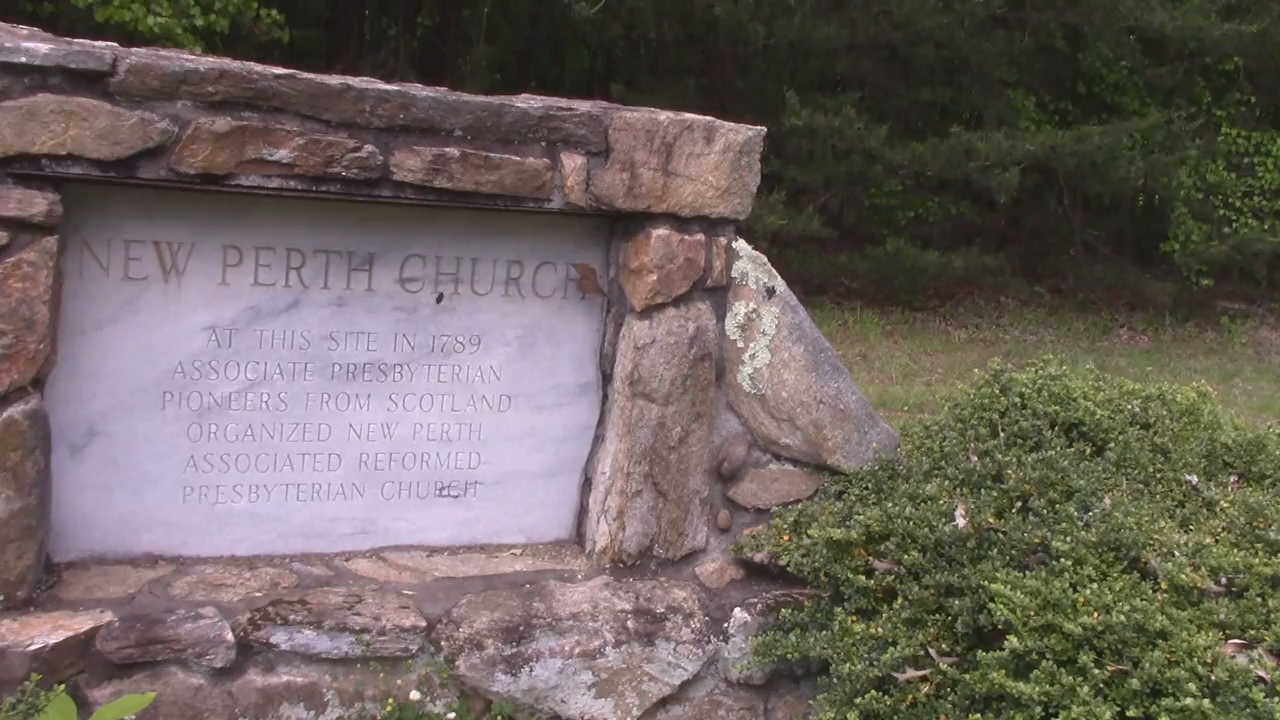 NEW PERTH CHURCH
AT THIS SITE IN 1789
ASSOCIATE PRESBYTERIAN
PIONEERS FROM SCOTLAND
ORGANIZED NEW PERTH
ASSOCIATED REFORMED
PRESBYTERIAN CHURCH